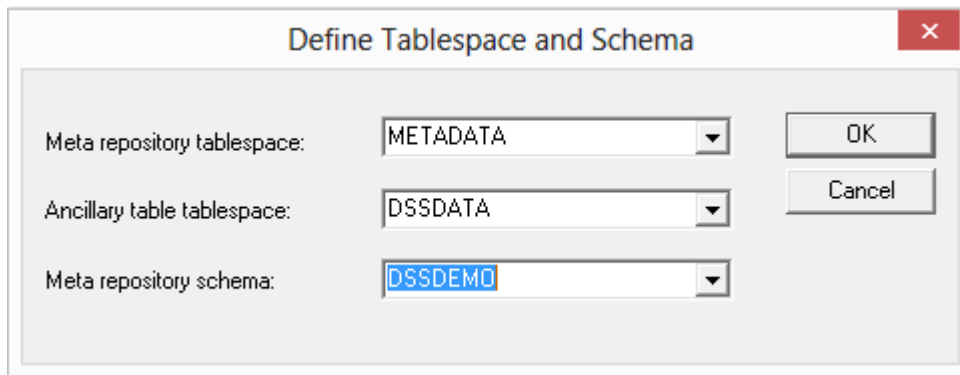 Define Tablespace and Schema
Meta repository tablespace: METADATA OK
Ancillary table tablespace: DSSDATA Cancel
Meta repository schema: DSSDEMO